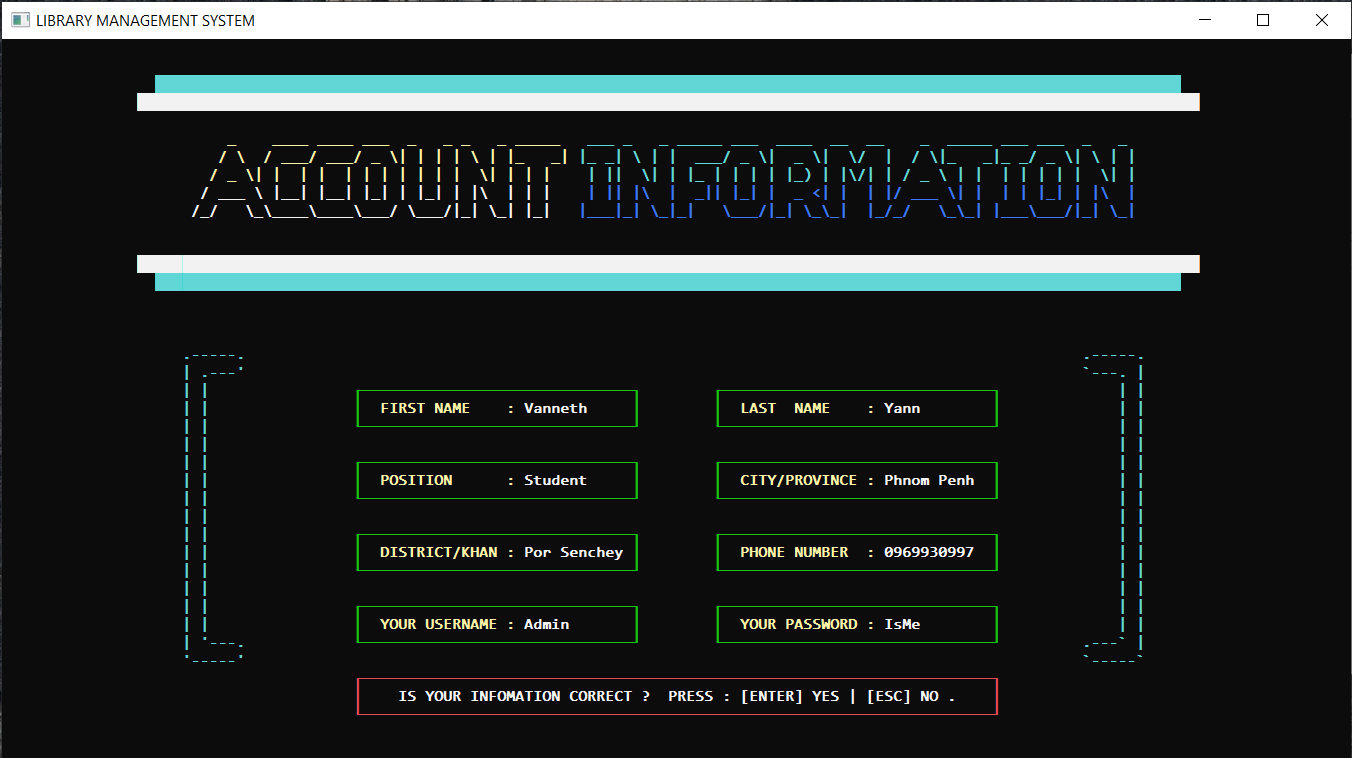 LIBRARY MANAGEMENT SYSTEM
ACCOUNT INFORMATION
FIRST NAME : Vanneth
LAST NAME : Yann
POSITION : Student
CITY/PROVINCE : Phnom Penh
DISTRICT/KHAN : Por Senchey
PHONE NUMBER : 0969930997
YOUR USERNAME : Admin
YOUR PASSWORD : IsMe
IS YOUR INFOMATION CORRECT ? PRESS : [ENTER] YES | [ESC] NO .